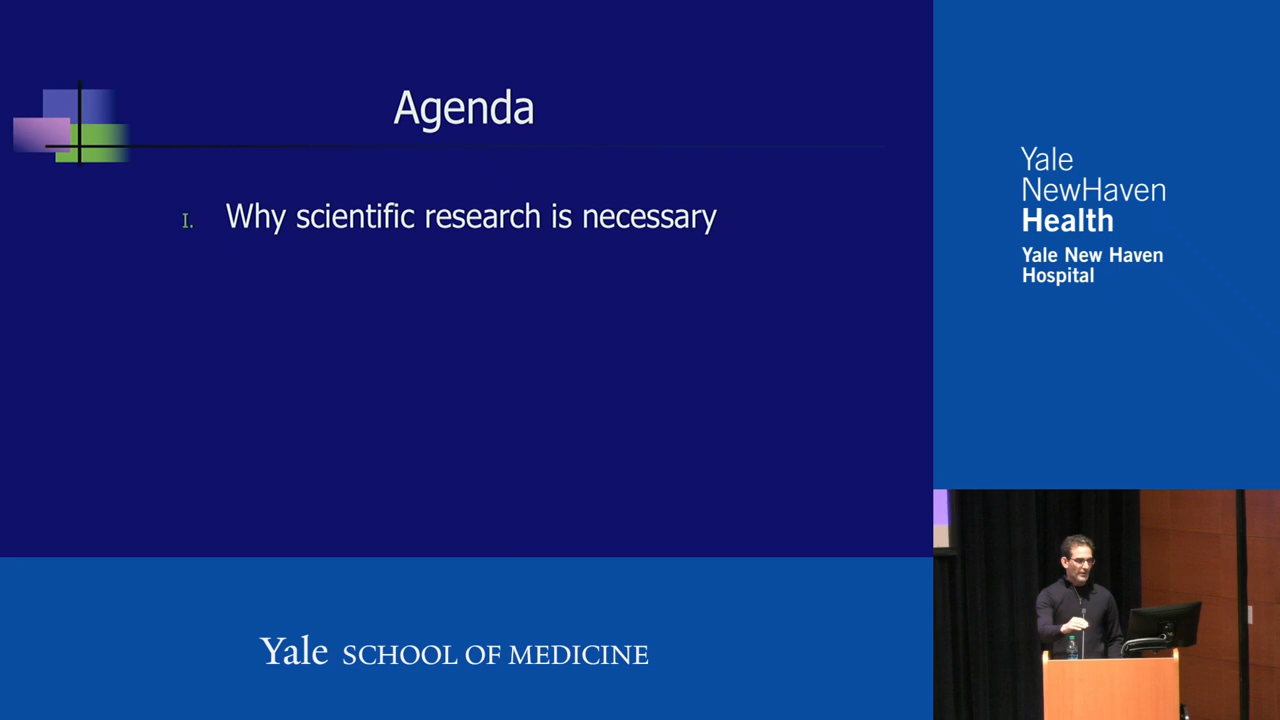 Agenda
I. Why scientific research is necessary
Yale
NewHaven
Health
Yale New Haven
Hospital
Yale SCHOOL OF MEDICINE